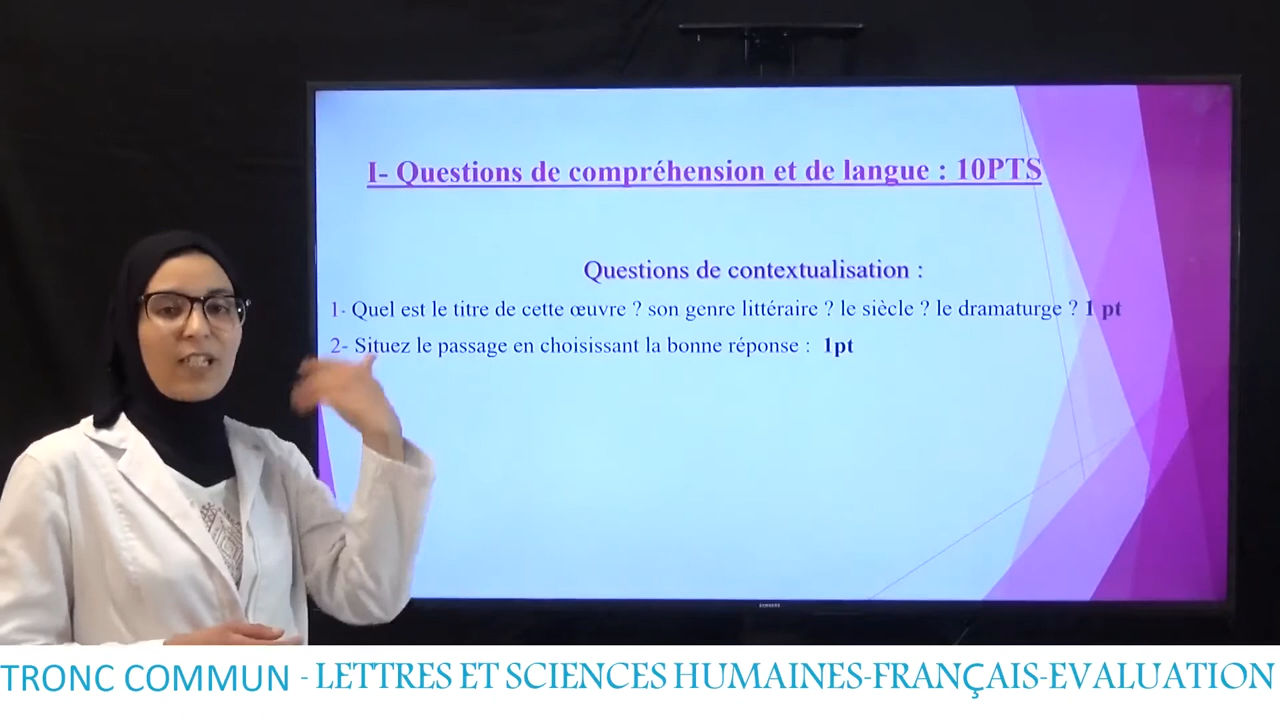 I- Questions de compréhension et de langue : 10PTS
Questions de contextualisation :
1- Quel est le titre de cette œuvre ? son genre littéraire ? le siècle ? le dramaturge ? 1 pt
2- Situez le passage en choisissant la bonne réponse : 1pt
SAMSUNG
TRONC COMMUN - LETTRES ET SCIENCES HUMAINES-FRANÇAIS-EVALUATION